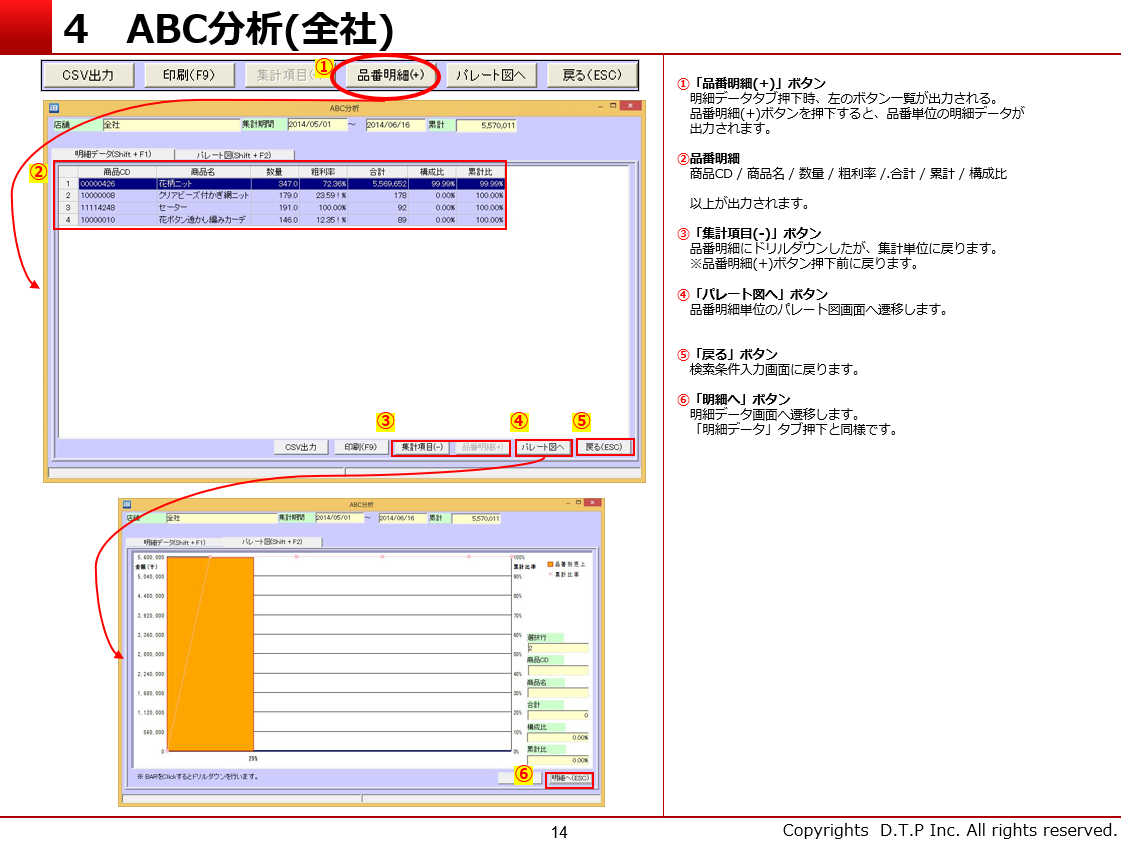 4 ABC分析(全社)
CSV出力 印刷(F9) 集計項目(-) ① 品番明細(+) パレート図へ 戻る(ESC)
ABC分析
店舗 全社 集計期間 2014/05/01 ～ 2014/06/16 累計 5,570,011
明細データ(Shift + F1) パレート図(Shift + F2)
②
商品CD 商品名 数量 粗利率 合計 構成比 累計比
1 00000426 花柄ニット 347.0 72.36% 5,569,652 99.99% 99.99%
2 10000008 クリアビーズ付かぎ編ニット 179.0 23.59 ! % 178 0.00% 100.00%
3 11114248 セーター 191.0 100.00% 92 0.00% 100.00%
4 10000010 花ボタン透かし編みカーデ 146.0 12.35 ! % 89 0.00% 100.00%
③ ④ ⑤
CSV出力 印刷(F9) 集計項目(-) 品番明細(+) パレート図へ 戻る(ESC)
ABC分析
店舗 全社 集計期間 2014/05/01 ～ 2014/06/16 累計 5,570,011
明細データ(Shift + F1) パレート図(Shift + F2)
5,600,000
金額(千)
5,040,000
4,480,000
3,920,000
3,360,000
2,800,000
2,240,000
1,680,000
1,120,000
560,000
0
25%
100%
累計比率
90%
80%
70%
60%
50%
40%
30%
20%
10%
0%
品番別売上
累計比率
選択行
2
商品CD
商品名
合計
0
構成比
0.00%
累計比
0.00%
※ BARをClickするとドリルダウンを行います。
⑥ 明細へ(ESC)
①「品番明細(+)」ボタン
明細データタブ押下時、左のボタン一覧が出力される。
品番明細(+)ボタンを押下すると、品番単位の明細データが
出力されます。
②品番明細
商品CD / 商品名 / 数量 / 粗利率 /.合計 / 累計 / 構成比
以上が出力されます。
③「集計項目(-)」ボタン
品番明細にドリルダウンしたが、集計単位に戻ります。
※品番明細(+)ボタン押下前に戻ります。
④「パレート図へ」ボタン
品番明細単位のパレート図画面へ遷移します。
⑤「戻る」ボタン
検索条件入力画面に戻ります。
⑥「明細へ」ボタン
明細データ画面へ遷移します。
「明細データ」タブ押下と同様です。
14
Copyrights D.T.P Inc. All rights reserved.